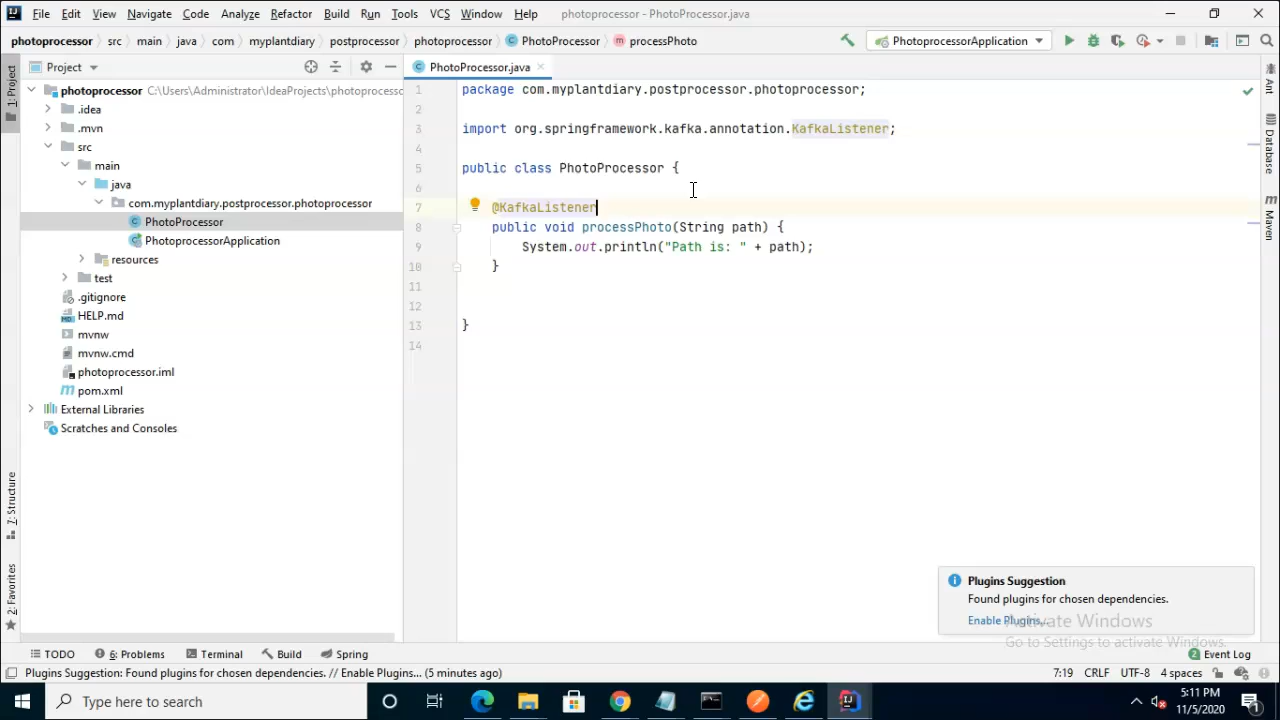 File Edit View Navigate Code Analyze Refactor Build Run Tools VCS Window Help photoprocessor - PhotoProcessor.java
photoprocessor src main java com myplantdiary postprocessor photoprocessor PhotoProcessor processPhoto PhotoprocessorApplication
1: Project
Project
PhotoProcessor.java
photoprocessor C:\Users\Administrator\IdeaProjects\photoprocesso
.idea
.mvn
src
main
java
com.myplantdiary.postprocessor.photoprocessor
PhotoProcessor
PhotoprocessorApplication
resources
test
.gitignore
HELP.md
mvnw
mvnw.cmd
photoprocessor.iml
pom.xml
External Libraries
Scratches and Consoles
7: Structure
2: Favorites
1 package com.myplantdiary.postprocessor.photoprocessor;
2
3 import org.springframework.kafka.annotation.KafkaListener;
4
5 public class PhotoProcessor {
6
7 @KafkaListener
8 public void processPhoto(String path) {
9 System.out.println("Path is: " + path);
10 }
11
12
13 }
14
Ant
Database
Maven
Plugins Suggestion
Found plugins for chosen dependencies.
Enable Plugins...
Activate Windows
Go to Settings to activate Windows.
TODO 6: Problems Terminal Build Spring 2 Event Log
Plugins Suggestion: Found plugins for chosen dependencies. // Enable Plugins... (5 minutes ago) 7:19 CRLF UTF-8 4 spaces
Type here to search
5:11 PM
11/5/2020
1